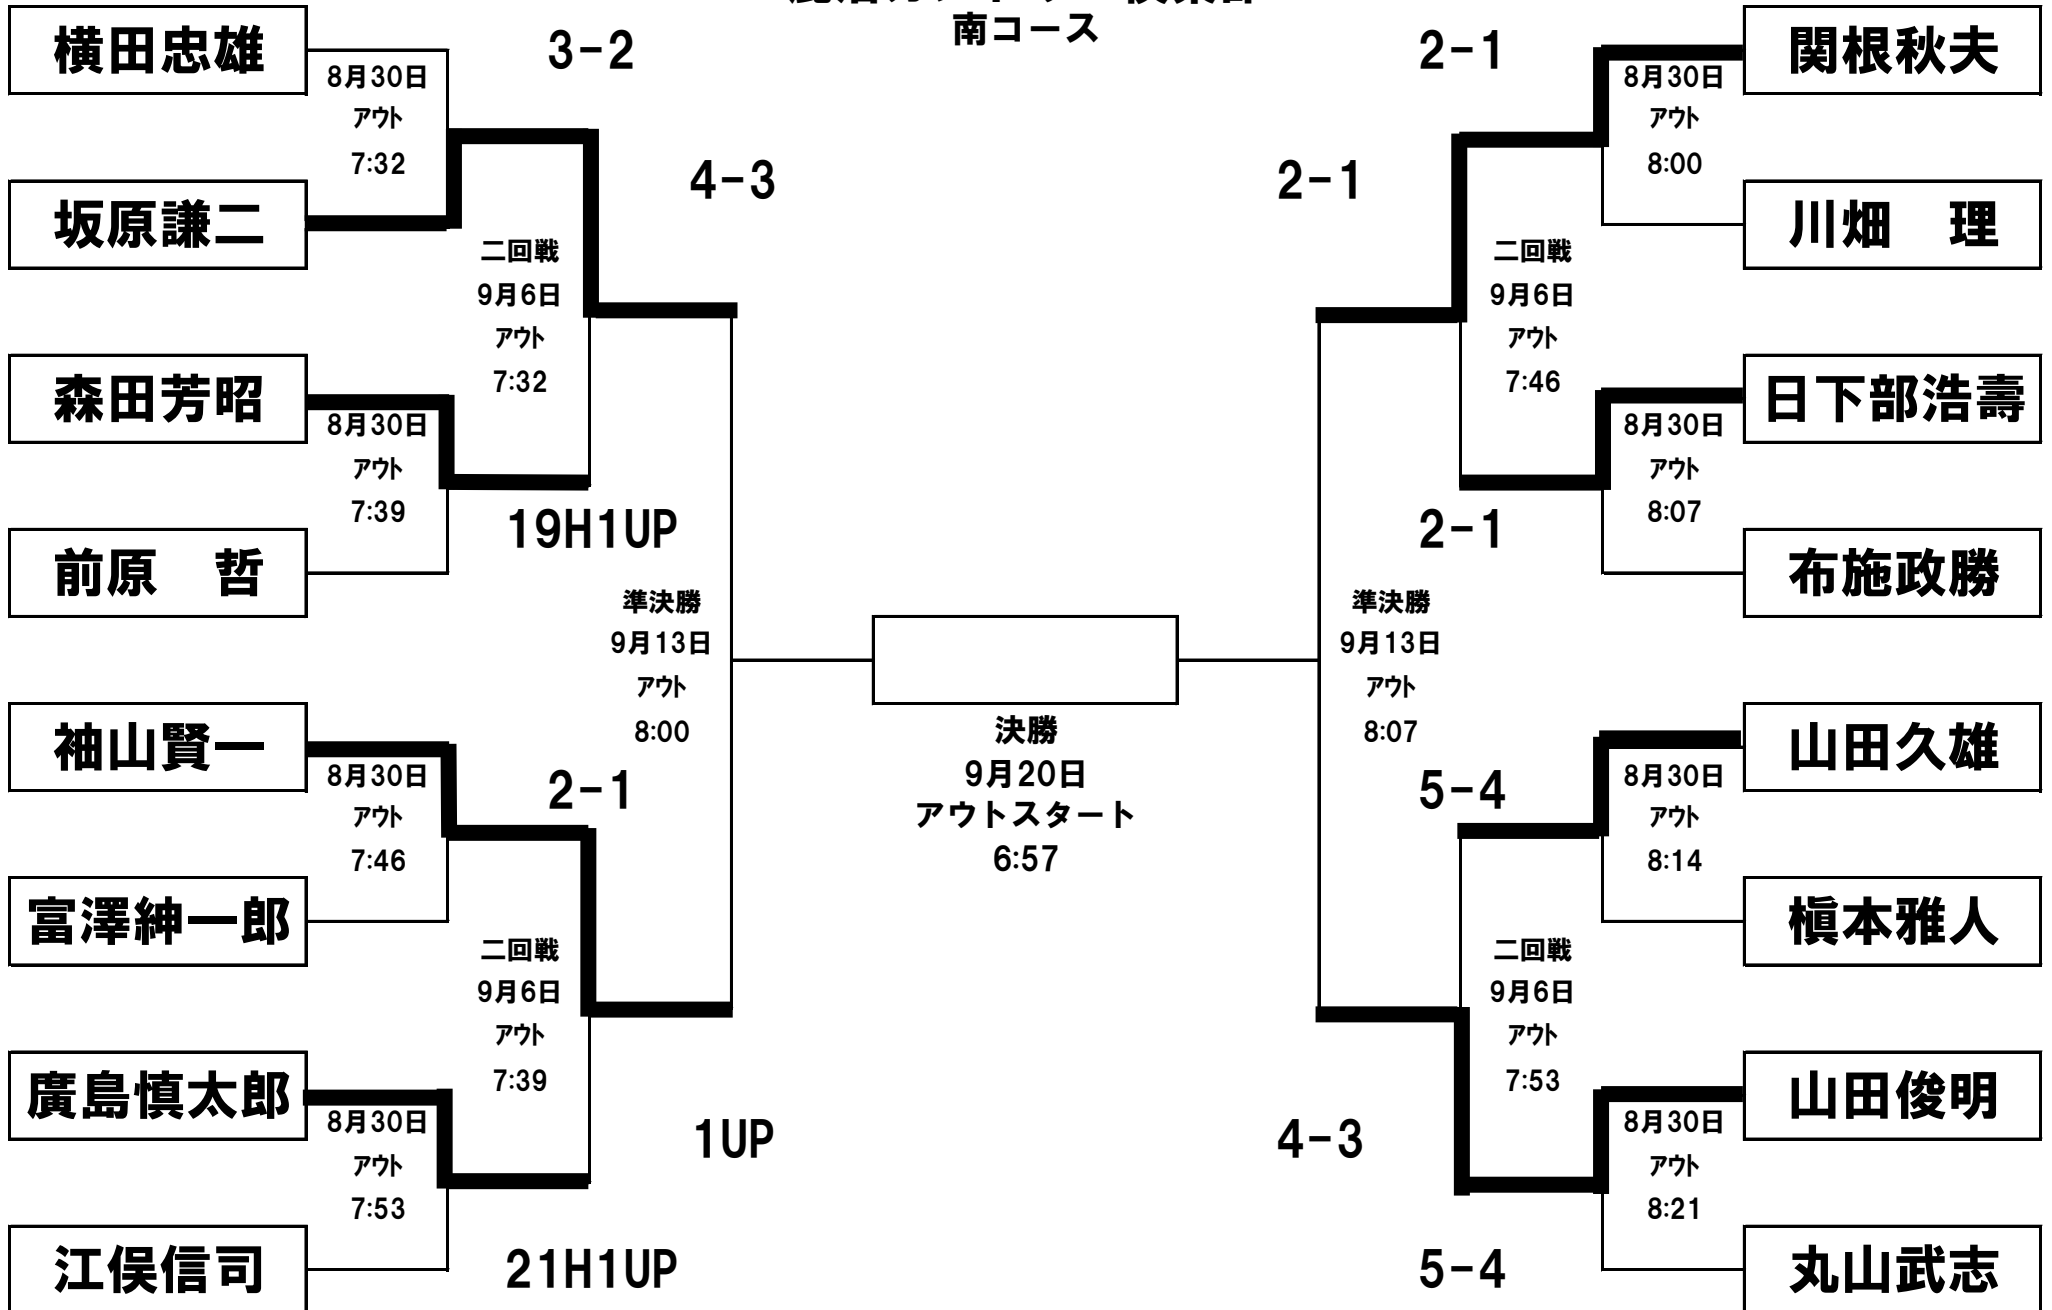 南コース
横田忠雄
3-2
2-1
関根秋夫
8月30日
アウト
7:32
8月30日
アウト
8:00
4-3
2-1
坂原謙二
川畑　理
二回戦
9月6日
アウト
7:32
二回戦
9月6日
アウト
7:46
森田芳昭
日下部浩壽
8月30日
アウト
7:39
8月30日
アウト
8:07
19H1UP
2-1
前原　哲
布施政勝
準決勝
9月13日
アウト
8:00
準決勝
9月13日
アウト
8:07
決勝
9月20日
アウトスタート
6:57
袖山賢一
山田久雄
8月30日
アウト
7:46
2-1
5-4
8月30日
アウト
8:14
富澤紳一郎
槇本雅人
二回戦
9月6日
アウト
7:39
二回戦
9月6日
アウト
7:53
廣島慎太郎
山田俊明
8月30日
アウト
7:53
1UP
4-3
8月30日
アウト
8:21
江俣信司
21H1UP
5-4
丸山武志